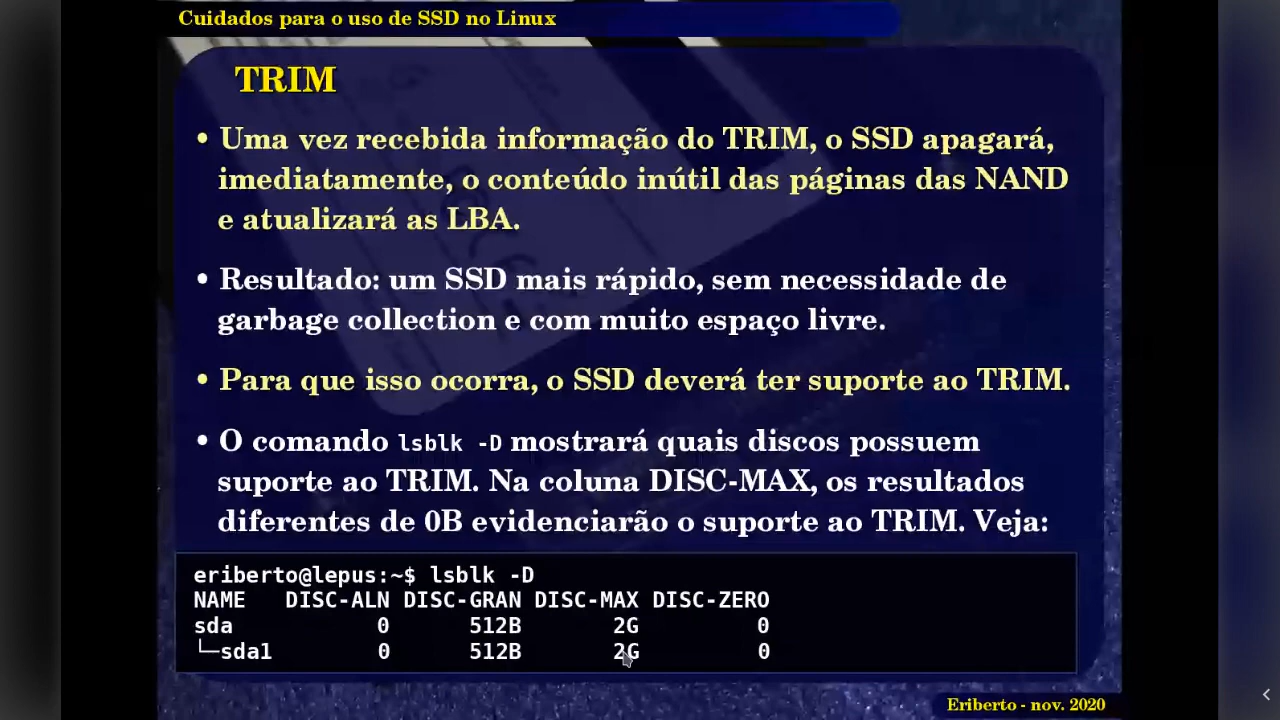 Cuidados para o uso de SSD no Linux
TRIM
• Uma vez recebida informação do TRIM, o SSD apagará,
imediatamente, o conteúdo inútil das páginas das NAND
e atualizará as LBA.
• Resultado: um SSD mais rápido, sem necessidade de
garbage collection e com muito espaço livre.
• Para que isso ocorra, o SSD deverá ter suporte ao TRIM.
• O comando lsblk -D mostrará quais discos possuem
suporte ao TRIM. Na coluna DISC-MAX, os resultados
diferentes de 0B evidenciarão o suporte ao TRIM. Veja:
eriberto@lepus:~$ lsblk -D
NAME   DISC-ALN DISC-GRAN DISC-MAX DISC-ZERO
sda           0      512B       2G         0
└─sda1        0      512B       2G         0
Eriberto - nov. 2020